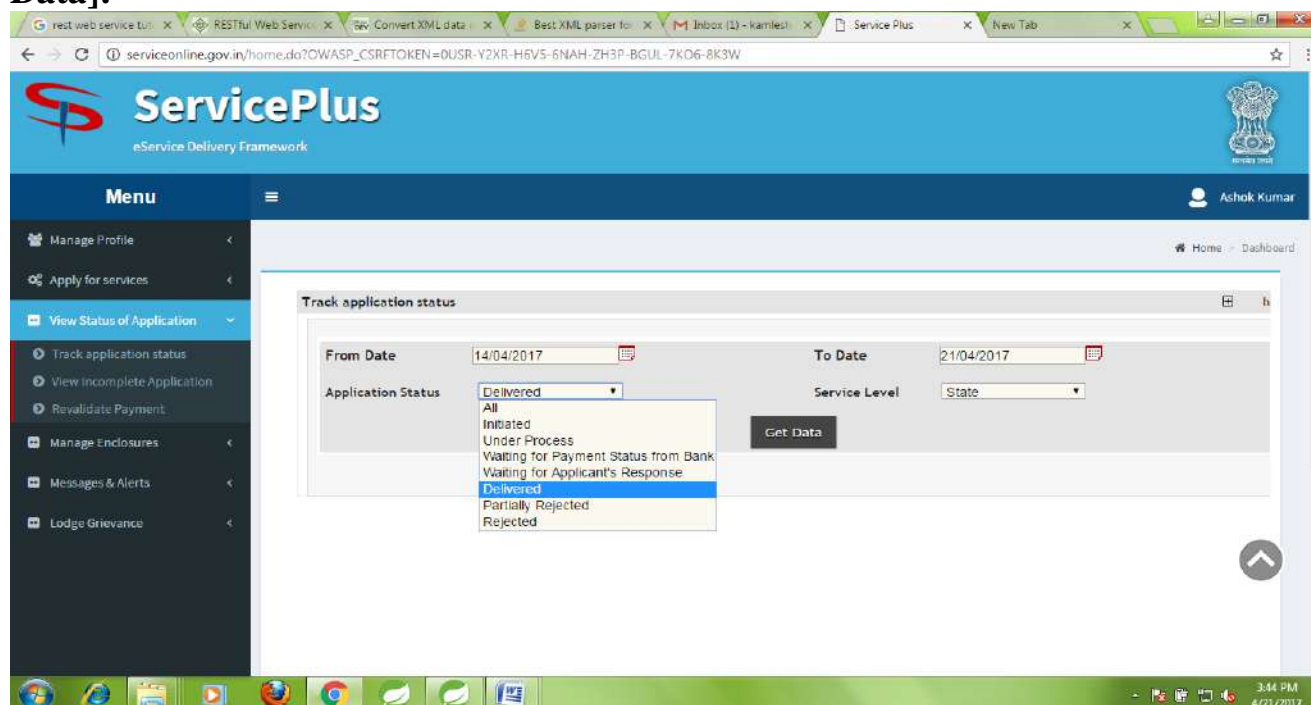 Data].
rest web service tut
RESTful Web Servic
Convert XML data
Best XML parser for
Inbox (1) - kamlesh
Service Plus
New Tab
serviceonline.gov.in/home.do?OWASP_CSRFTOKEN=0USR-Y2XR-H6V5-6NAH-ZH3P-BGUL-7KO6-8K3W
ServicePlus
eService Delivery Framework
Menu
Ashok Kumar
Manage Profile
Home > Dashboard
Apply for services
Track application status
h
View Status of Application
Track application status
From Date 14/04/2017 To Date 21/04/2017
View Incomplete Application
Application Status Delivered Service Level State
Revalidate Payment
All
Initiated
Under Process
Waiting for Payment Status from Bank
Waiting for Applicant's Response
Delivered
Partially Rejected
Rejected
Get Data
Manage Enclosures
Messages & Alerts
Lodge Grievance
3:44 PM
4/21/2017